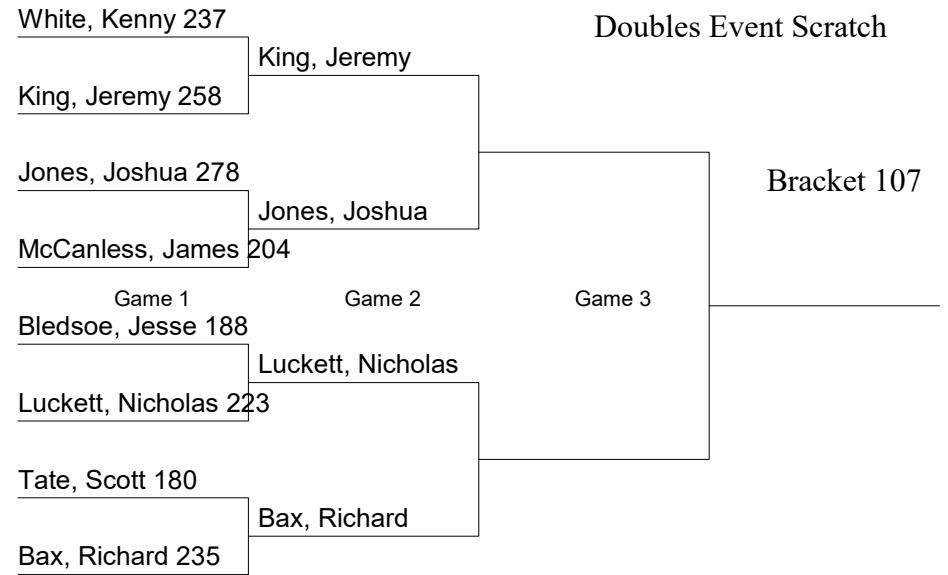 White, Kenny 237
Doubles Event Scratch
King, Jeremy
King, Jeremy 258
Jones, Joshua 278
Bracket 107
Jones, Joshua
McCanless, James 204
Game 1 Game 2 Game 3
Bledsoe, Jesse 188
Luckett, Nicholas
Luckett, Nicholas 223
Tate, Scott 180
Bax, Richard
Bax, Richard 235